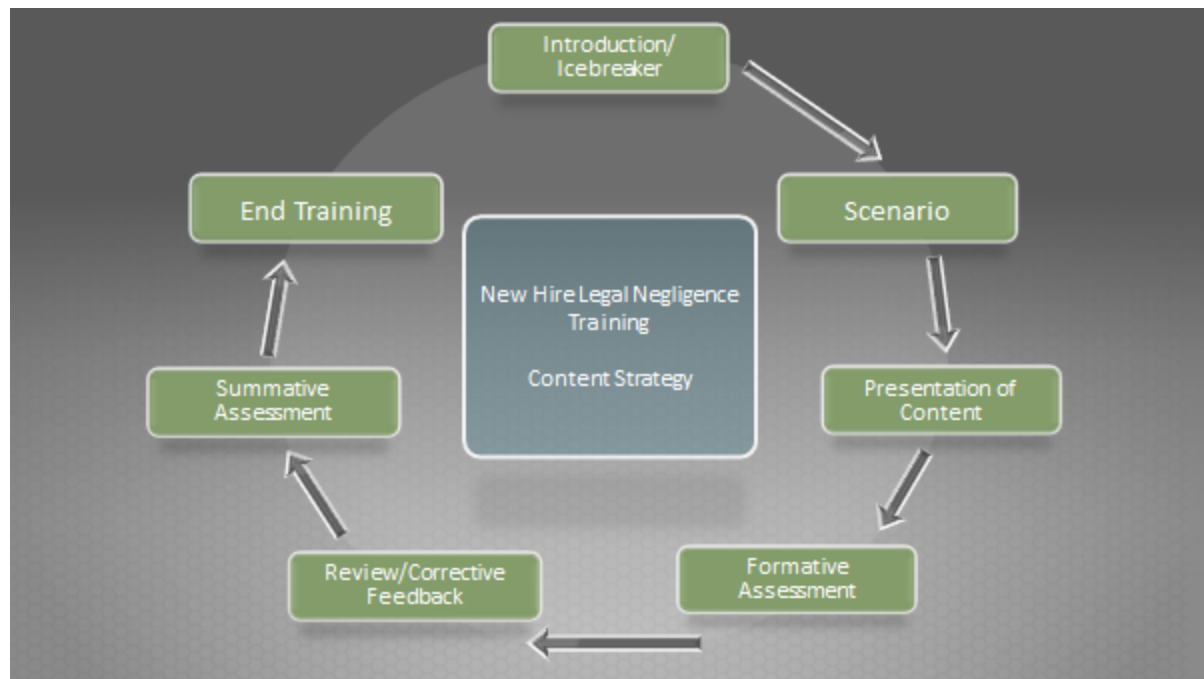 Introduction/
Icebreaker
Scenario
Presentation of
Content
Formative
Assessment
Review/Corrective
Feedback
Summative
Assessment
End Training
New Hire Legal Negligence
Training
Content Strategy